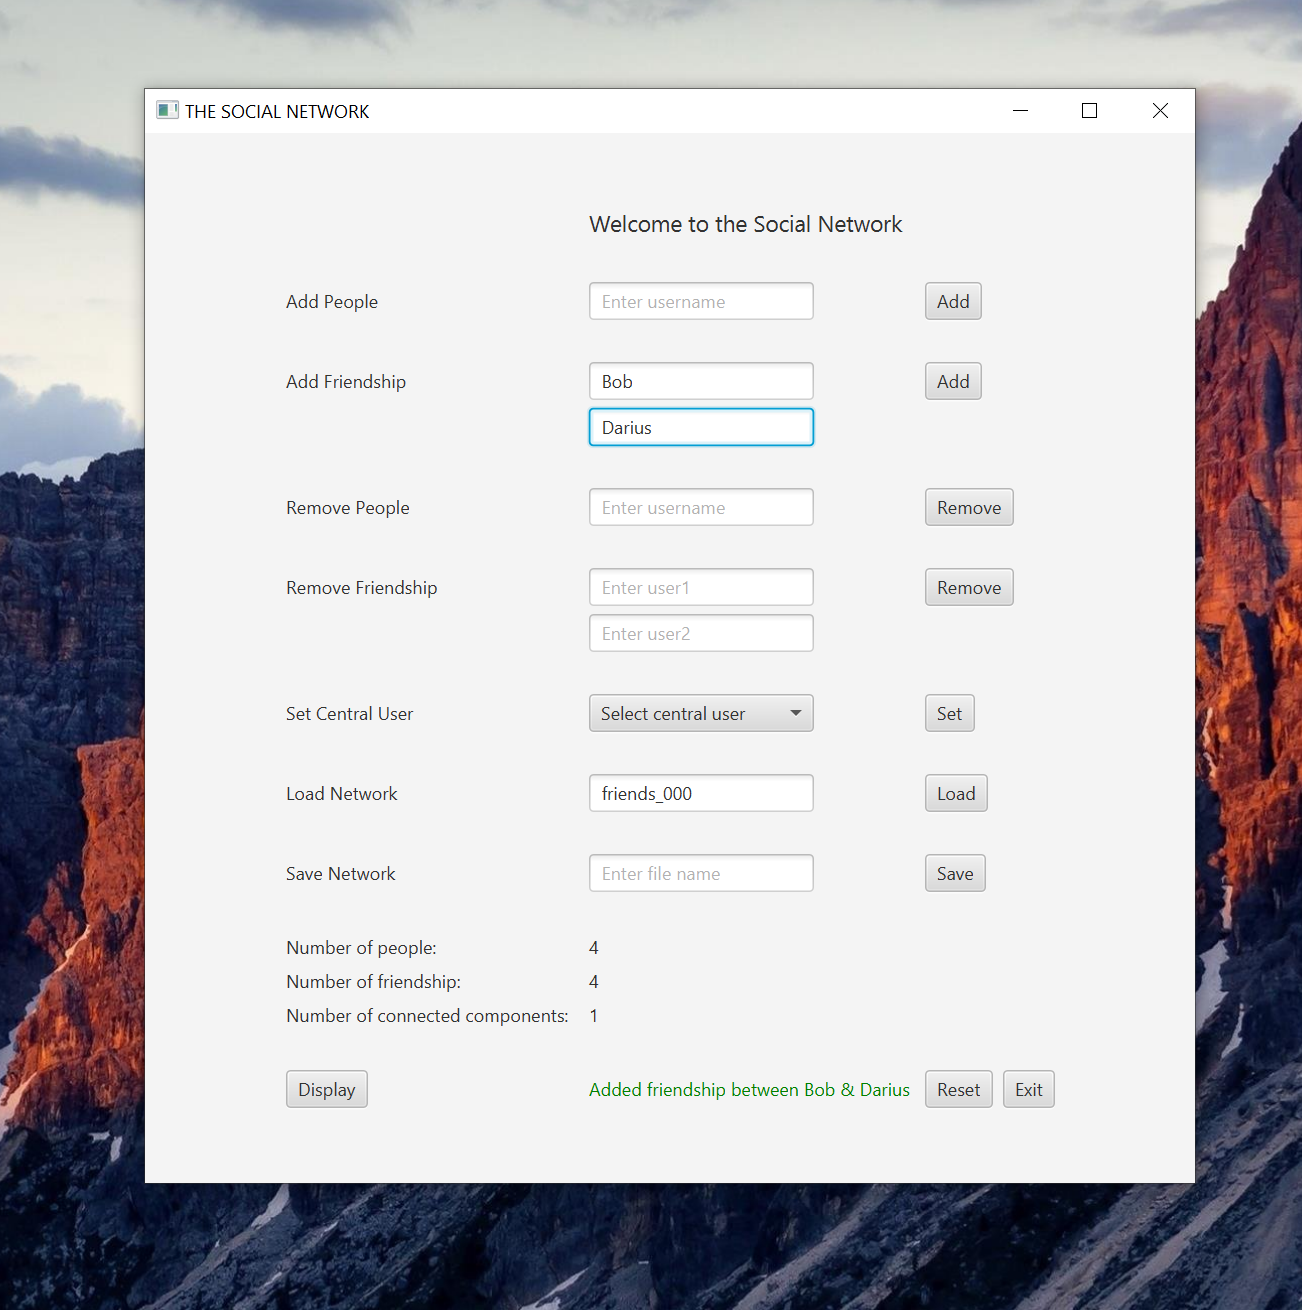 THE SOCIAL NETWORK
Welcome to the Social Network
Add People Enter username Add
Add Friendship Bob Add
Darius
Remove People Enter username Remove
Remove Friendship Enter user1 Remove
Enter user2
Set Central User Select central user Set
Load Network friends_000 Load
Save Network Enter file name Save
Number of people: 4
Number of friendship: 4
Number of connected components: 1
Display Added friendship between Bob & Darius Reset Exit